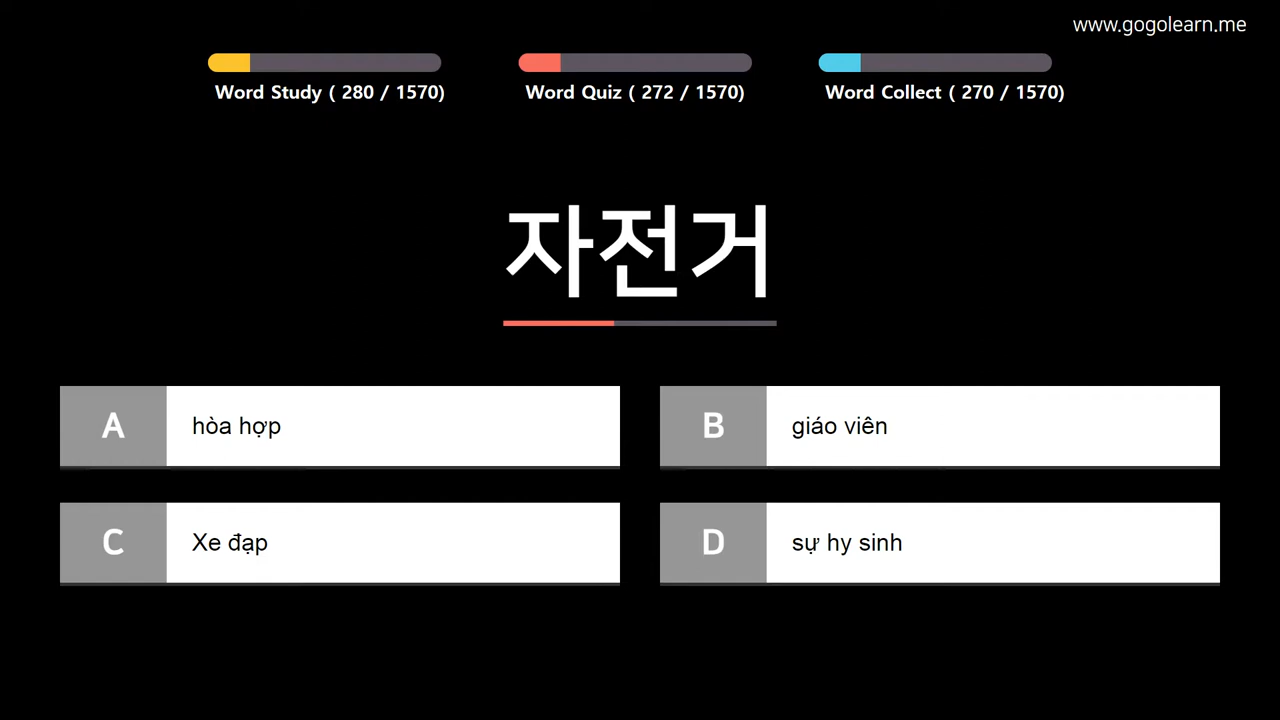 www.gogolearn.me
Word Study ( 280 / 1570)
Word Quiz ( 272 / 1570)
Word Collect ( 270 / 1570)
자전거
A hòa hợp
B giáo viên
C Xe đạp
D sự hy sinh